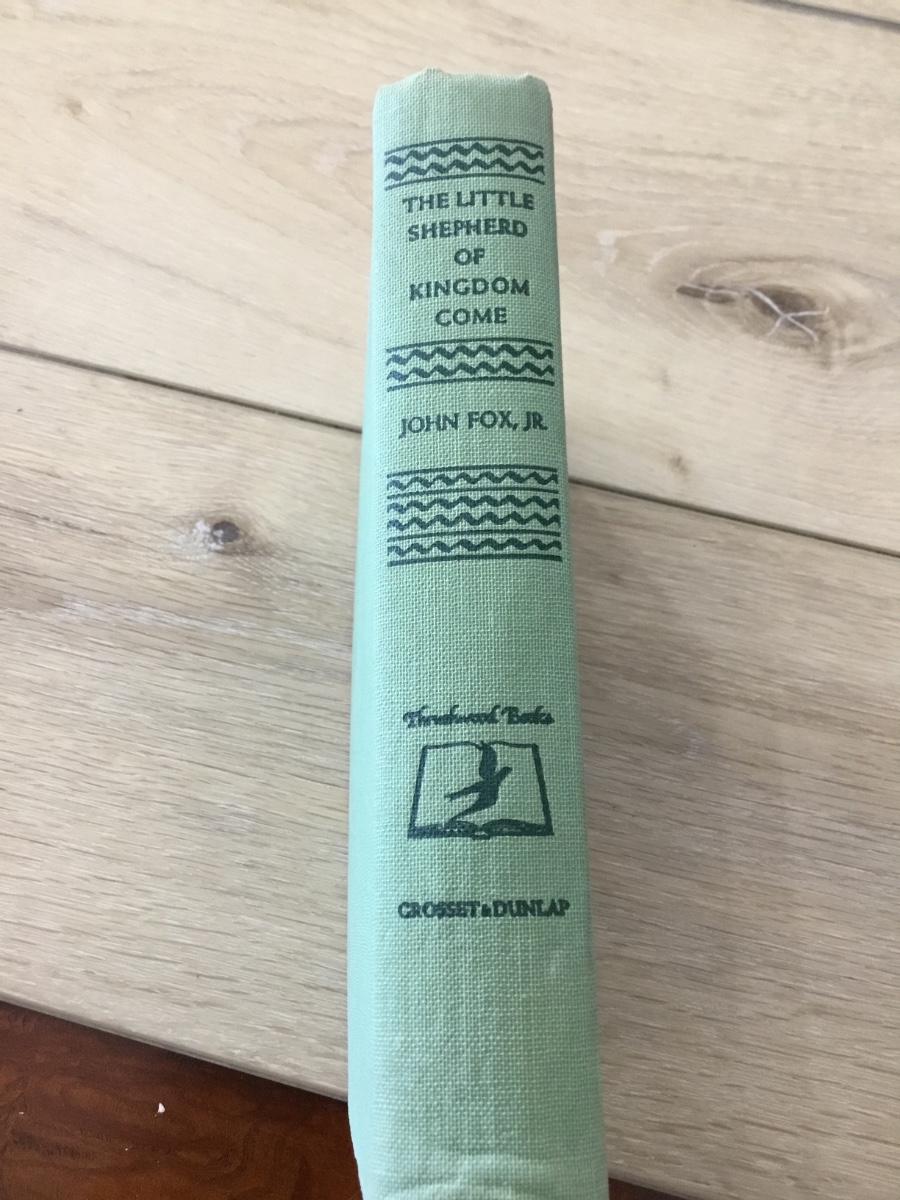 THE LITTLE
SHEPHERD
OF
KINGDOM
COME
JOHN FOX, JR.
Thrushwood Books
GROSSET & DUNLAP